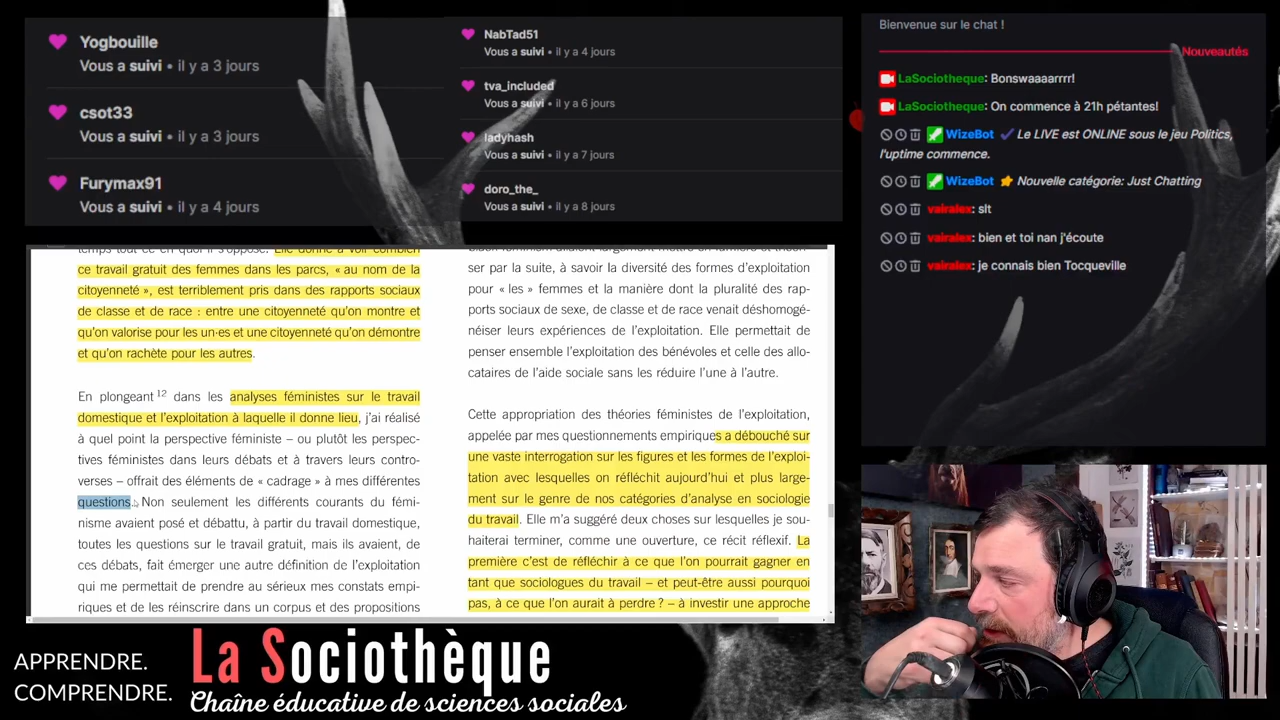 Yogbouille
Vous a suivi • il y a 3 jours
csot33
Vous a suivi • il y a 3 jours
Furymax91
Vous a suivi • il y a 4 jours
NabTad51
Vous a suivi • il y a 4 jours
tva_included
Vous a suivi • il y a 6 jours
ladyhash
Vous a suivi • il y a 7 jours
doro_the_
Vous a suivi • il y a 8 jours
Bienvenue sur le chat !
Nouveautés
LaSociotheque: Bonswaaaarrrr!
LaSociotheque: On commence à 21h pétantes!
WizeBot Le LIVE est ONLINE sous le jeu Politics,
l'uptime commence.
WizeBot Nouvelle catégorie: Just Chatting
vairalex: slt
vairalex: bien et toi nan j'écoute
vairalex: je connais bien Tocqueville
temps tout ce en quoi il s'oppose. Elle donne à voir combien
ce travail gratuit des femmes dans les parcs, « au nom de la
citoyenneté », est terriblement pris dans des rapports sociaux
de classe et de race : entre une citoyenneté qu'on montre et
qu'on valorise pour les un·es et une citoyenneté qu'on démontre
et qu'on rachète pour les autres.
En plongeant 12 dans les analyses féministes sur le travail
domestique et l'exploitation à laquelle il donne lieu, j'ai réalisé
à quel point la perspective féministe – ou plutôt les perspec-
tives féministes dans leurs débats et à travers leurs contro-
verses – offrait des éléments de « cadrage » à mes différentes
questions. Non seulement les différents courants du fémi-
nisme avaient posé et débattu, à partir du travail domestique,
toutes les questions sur le travail gratuit, mais ils avaient, de
ces débats, fait émerger une autre définition de l'exploitation
qui me permettait de prendre au sérieux mes constats empi-
riques et de les réinscrire dans un corpus et des propositions
ser par la suite, à savoir la diversité des formes d'exploitation
pour « les » femmes et la manière dont la pluralité des rap-
ports sociaux de sexe, de classe et de race venait déshomogé-
néiser leurs expériences de l'exploitation. Elle permettait de
penser ensemble l'exploitation des bénévoles et celle des allo-
cataires de l'aide sociale sans les réduire l'une à l'autre.
Cette appropriation des théories féministes de l'exploitation,
appelée par mes questionnements empiriques a débouché sur
une vaste interrogation sur les figures et les formes de l'exploi-
tation avec lesquelles on réfléchit aujourd'hui et plus large-
ment sur le genre de nos catégories d'analyse en sociologie
du travail. Elle m'a suggéré deux choses sur lesquelles je sou-
haiterai terminer, comme une ouverture, ce récit réflexif. La
première c'est de réfléchir à ce que l'on pourrait gagner en
tant que sociologues du travail – et peut-être aussi pourquoi
pas, à ce que l'on aurait à perdre ? – à investir une approche
APPRENDRE.
COMPRENDRE.
La Sociothèque
Chaîne éducative de sciences sociales